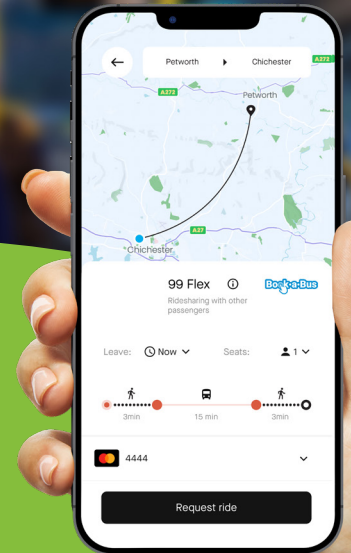 Petworth
Chichester
A272
A272
Petworth
A27
Chichester
99 Flex
Book-a-Bus
Ridesharing with other
passengers
Leave:
Now
Seats:
1
3min
15 min
3min
4444
Request ride